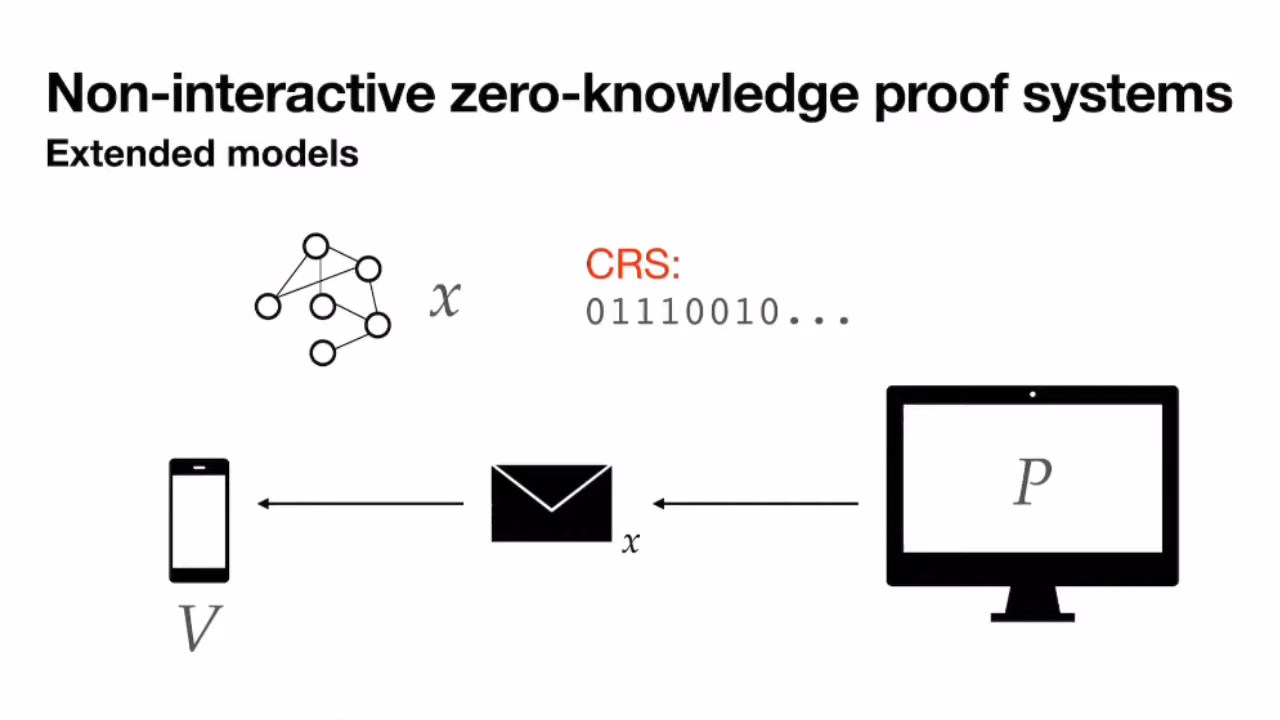 Non-interactive zero-knowledge proof systems
Extended models
x
CRS:
01110010...
P
x
V